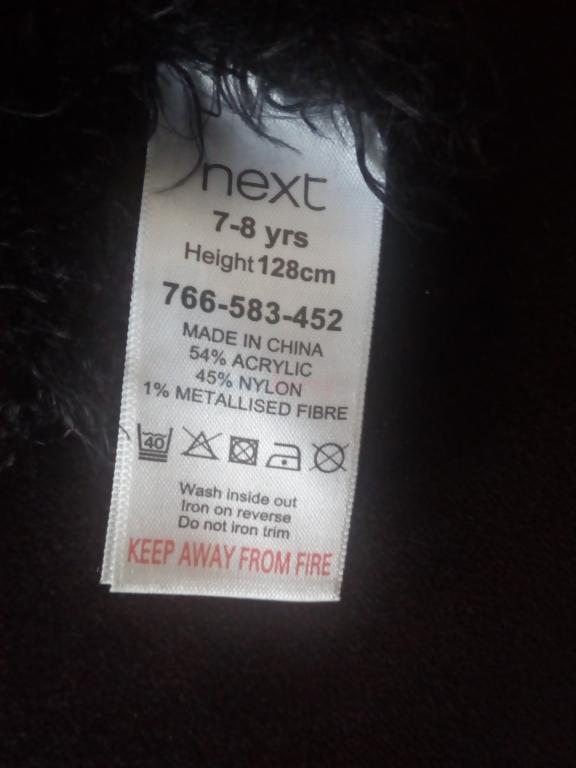 next
7-8 yrs
Height 128cm
766-583-452
MADE IN CHINA
54% ACRYLIC
45% NYLON
1% METALLISED FIBRE
40
Wash inside out
Iron on reverse
Do not iron trim
KEEP AWAY FROM FIRE